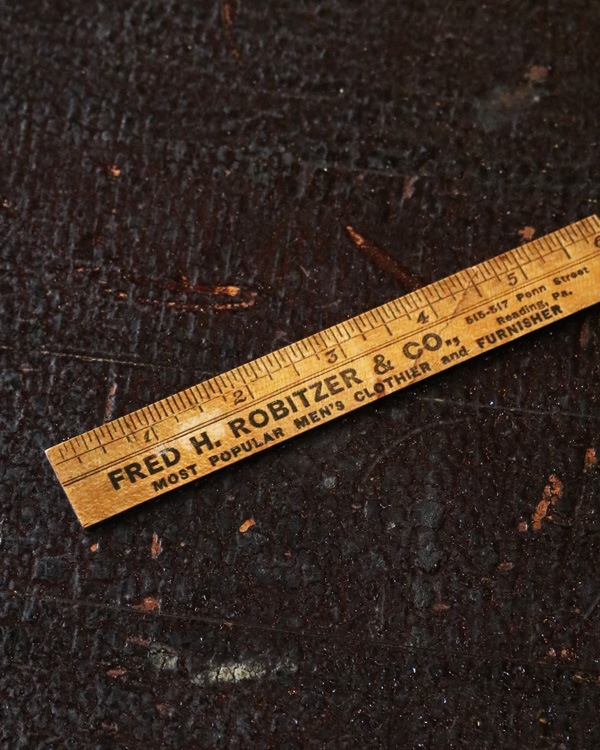 1 2 3 4 5 6
FRED H. ROBITZER & CO., 515-517 Penn Street
Reading, Pa.
MOST POPULAR MEN'S CLOTHIER and FURNISHER